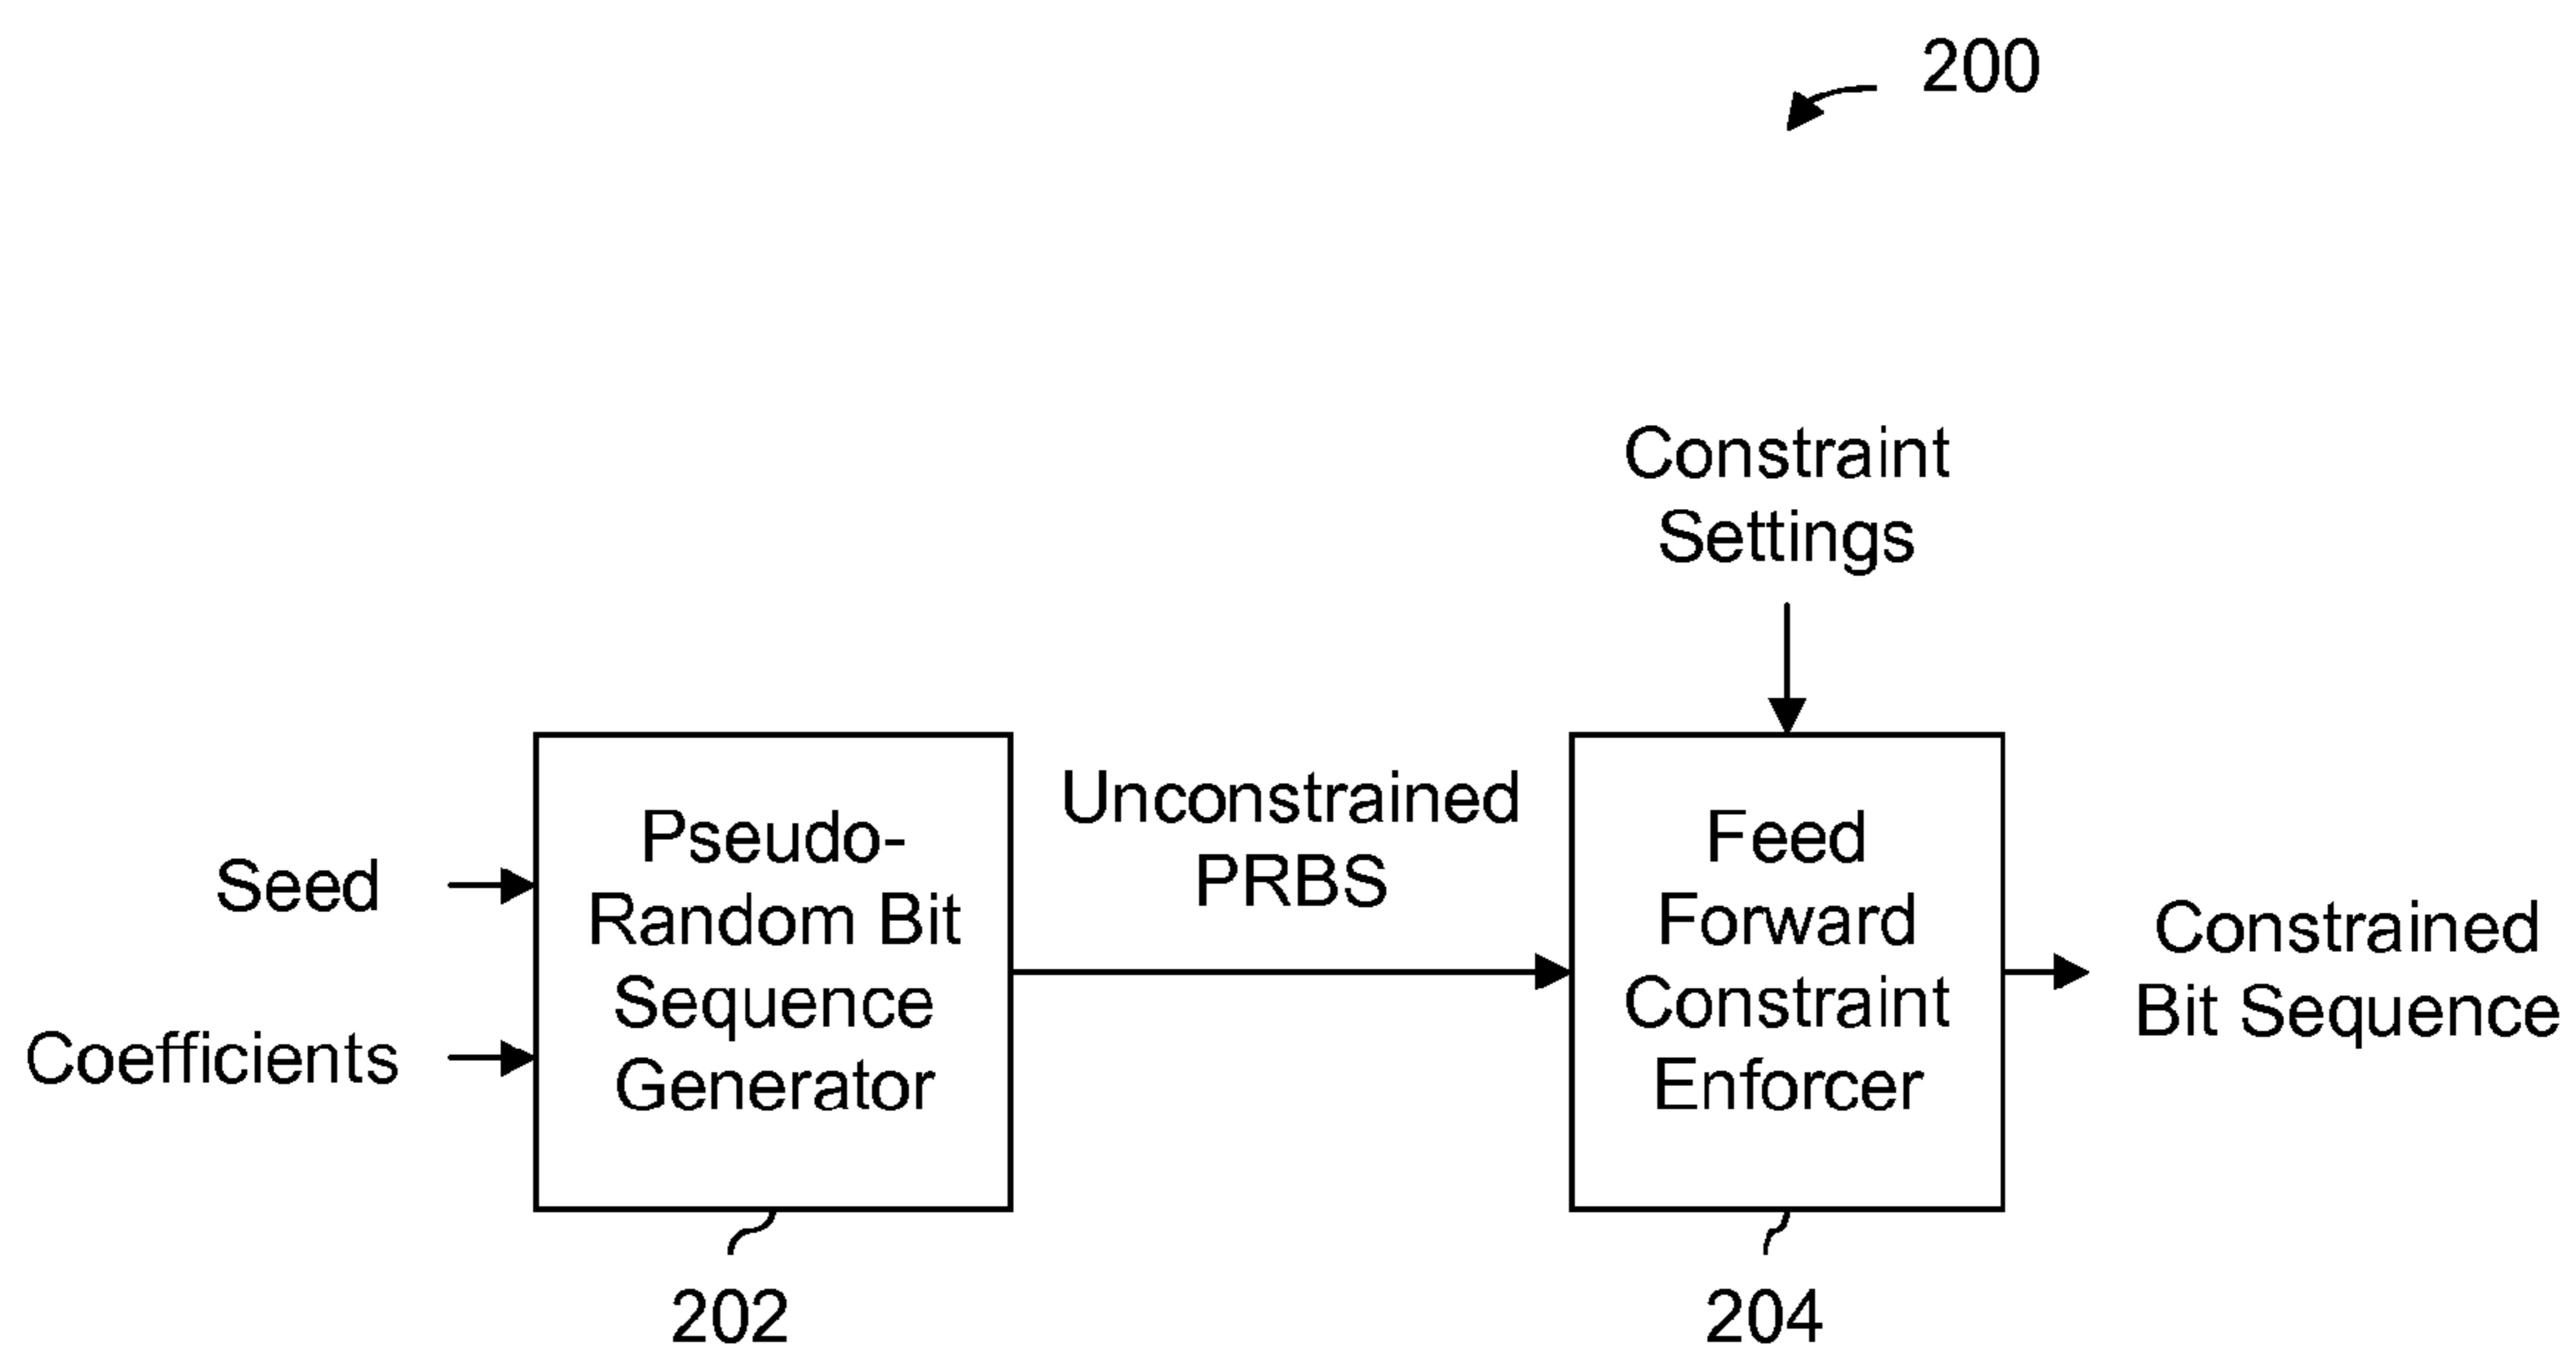 200
Constraint
Settings
Seed
Coefficients
Pseudo-
Random Bit
Sequence
Generator
Unconstrained
PRBS
Feed
Forward
Constraint
Enforcer
Constrained
Bit Sequence
202
204